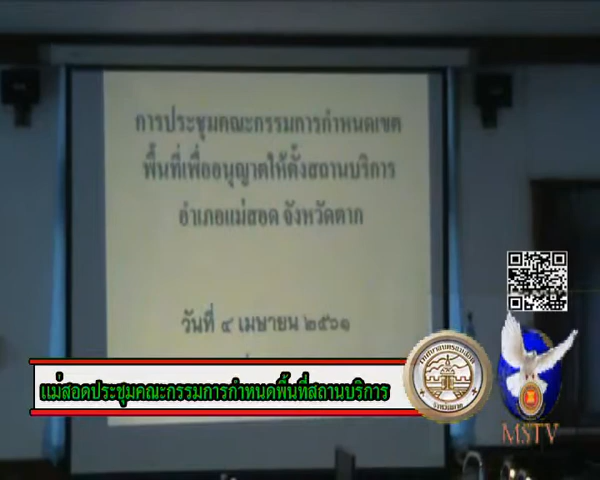 การประชุมคณะกรรมการกำหนดเขต
พื้นที่เพื่ออนุญาตให้ตั้งสถานบริการ
อำเภอแม่สอด จังหวัดตาก
วันที่ ๔ เมษายน ๒๕๖๑
แม่สอดประชุมคณะกรรมการกำหนดพื้นที่สถานบริการ
MSTV